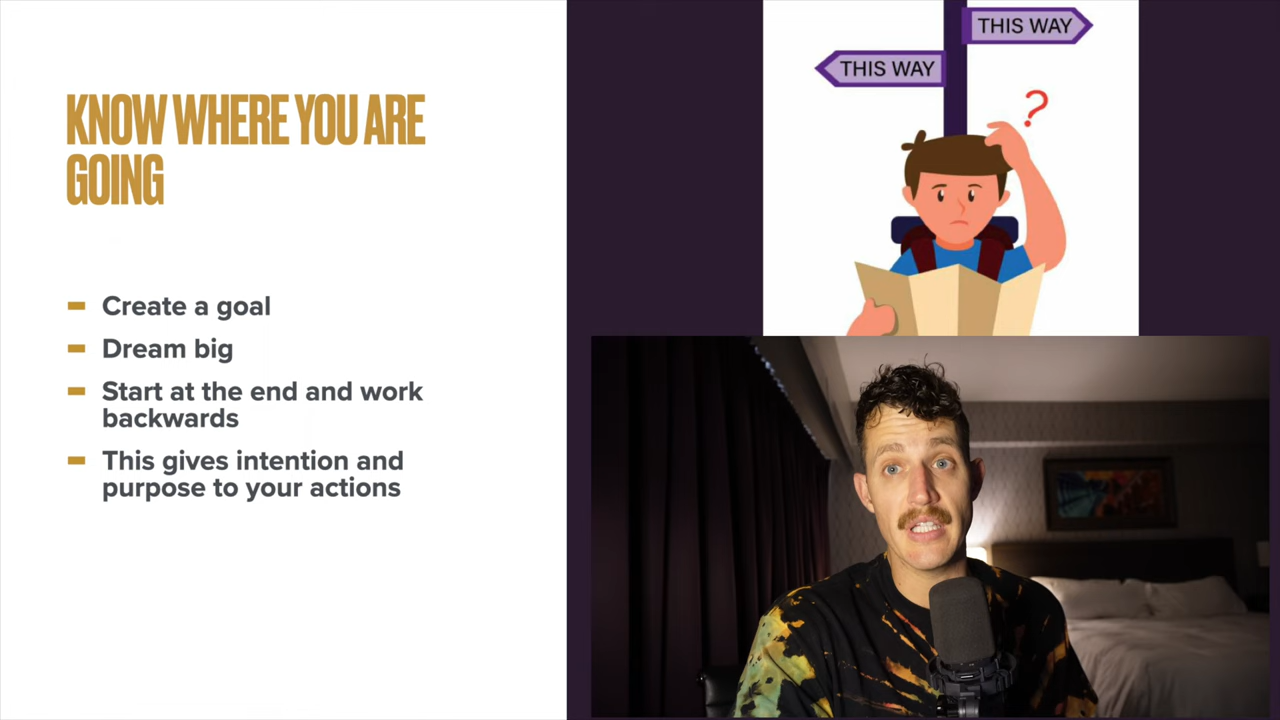 KNOW WHERE YOU ARE
GOING
Create a goal
Dream big
Start at the end and work
backwards
This gives intention and
purpose to your actions
THIS WAY
THIS WAY
?